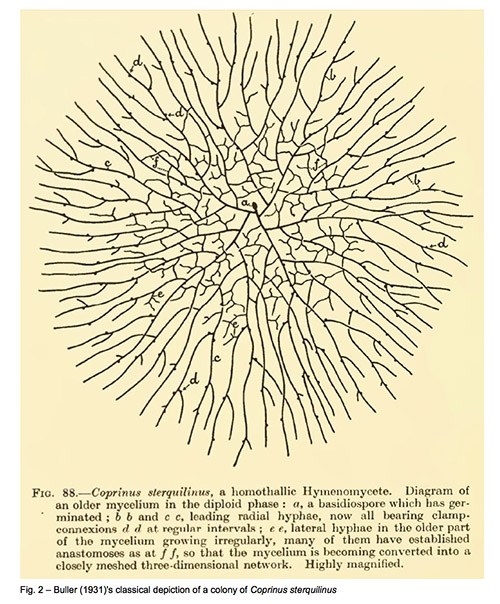 d
b
d
c
f
f
b
a
d
e
e
c
d
FIG. 88.—Coprinus sterquilinus, a homothallic Hymenomycete. Diagram of
an older mycelium in the diploid phase : a, a basidiospore which has ger-
minated ; b b and c c, leading radial hyphae, now all bearing clamp-
connexions d d at regular intervals ; e e, lateral hyphae in the older part
of the mycelium growing irregularly, many of them have established
anastomoses as at f f, so that the mycelium is becoming converted into a
closely meshed three-dimensional network. Highly magnified.
Fig. 2 – Buller (1931)'s classical depiction of a colony of Coprinus sterquilinus